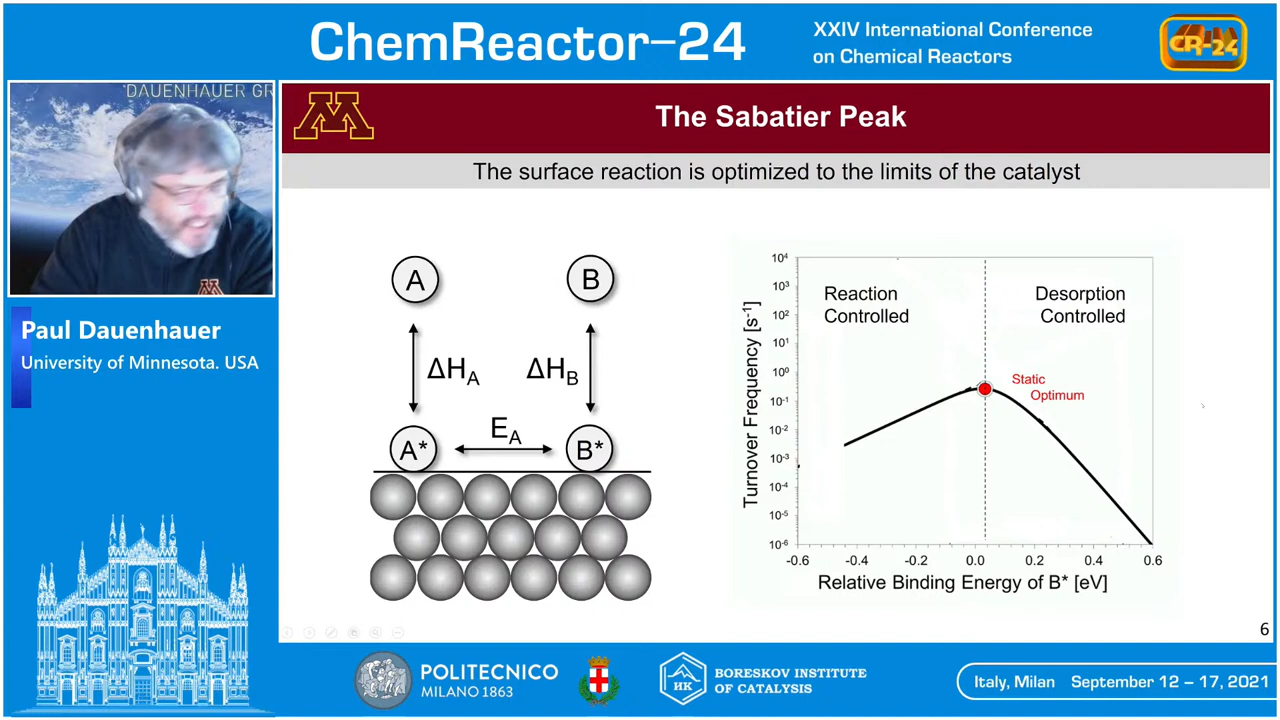 ChemReactor-24
XXIV International Conference
on Chemical Reactors
CR-24
DAUENHAUER GR
Paul Dauenhauer
University of Minnesota. USA
M
The Sabatier Peak
The surface reaction is optimized to the limits of the catalyst
A
B
ΔHA
ΔHB
A*
EA
B*
Turnover Frequency [s-1]
10⁴
10³
10²
10¹
10⁰
10-¹
10-²
10-³
10-⁴
10-⁵
10-⁶
Reaction
Controlled
Desorption
Controlled
Static
Optimum
-0.6 -0.4 -0.2 0.0 0.2 0.4 0.6
Relative Binding Energy of B* [eV]
6
POLITECNICO
MILANO 1863
HK
BORESKOV INSTITUTE
OF CATALYSIS
Italy, Milan September 12 – 17, 2021